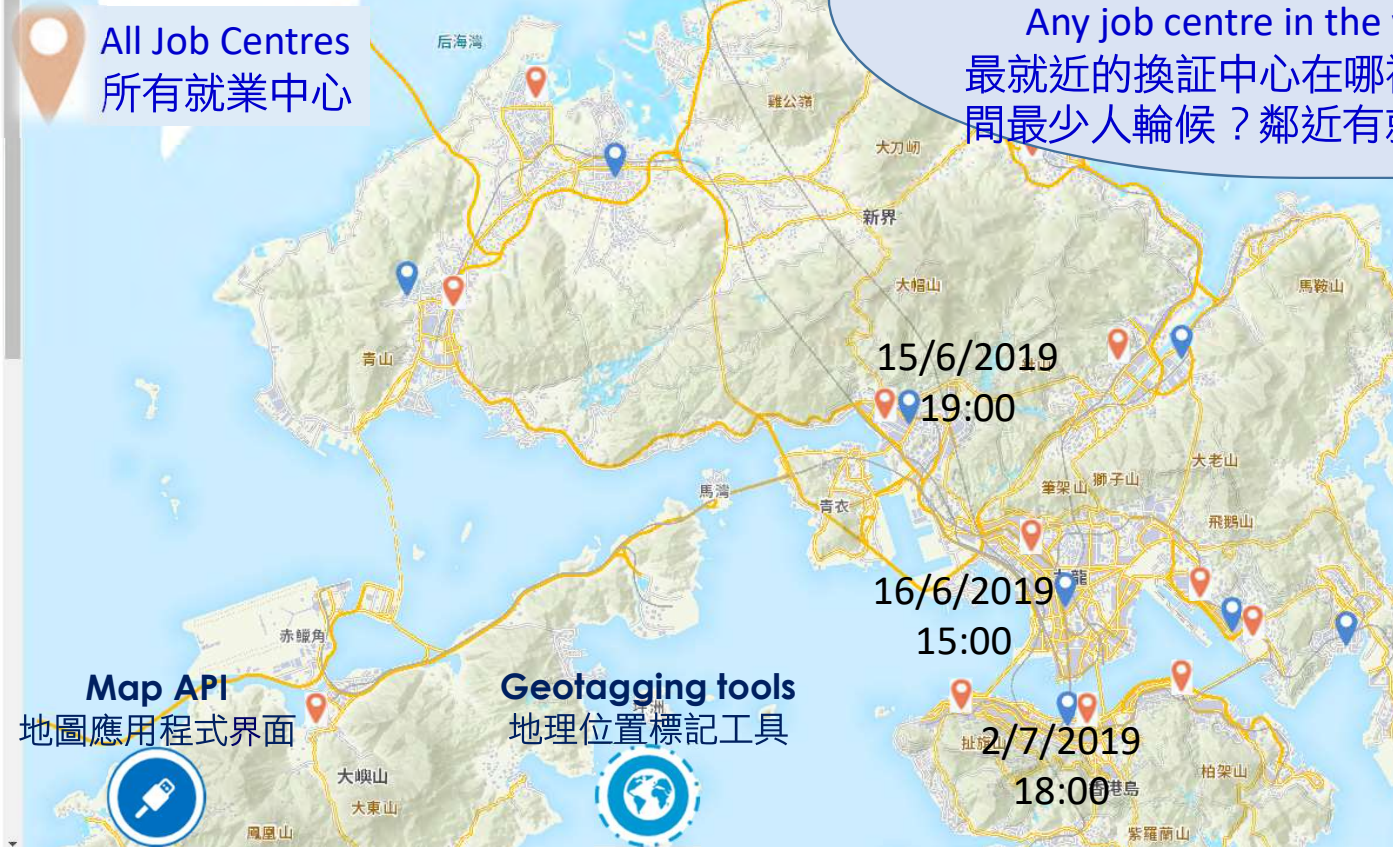 All Job Centres
所有就業中心
Any job centre in the
最就近的換証中心在哪
間最少人輪候？鄰近有
后海灣
雞公嶺
大刀屻
新界
大帽山
馬鞍山
青山
15/6/2019
19:00
大老山
筆架山
獅子山
馬灣
青衣
飛鵝山
16/6/2019
15:00
赤鱲角
Map API
地圖應用程式界面
Geotagging tools
地理位置標記工具
2/7/2019
18:00
香港島
柏架山
大嶼山
大東山
鳳凰山
紫羅蘭山